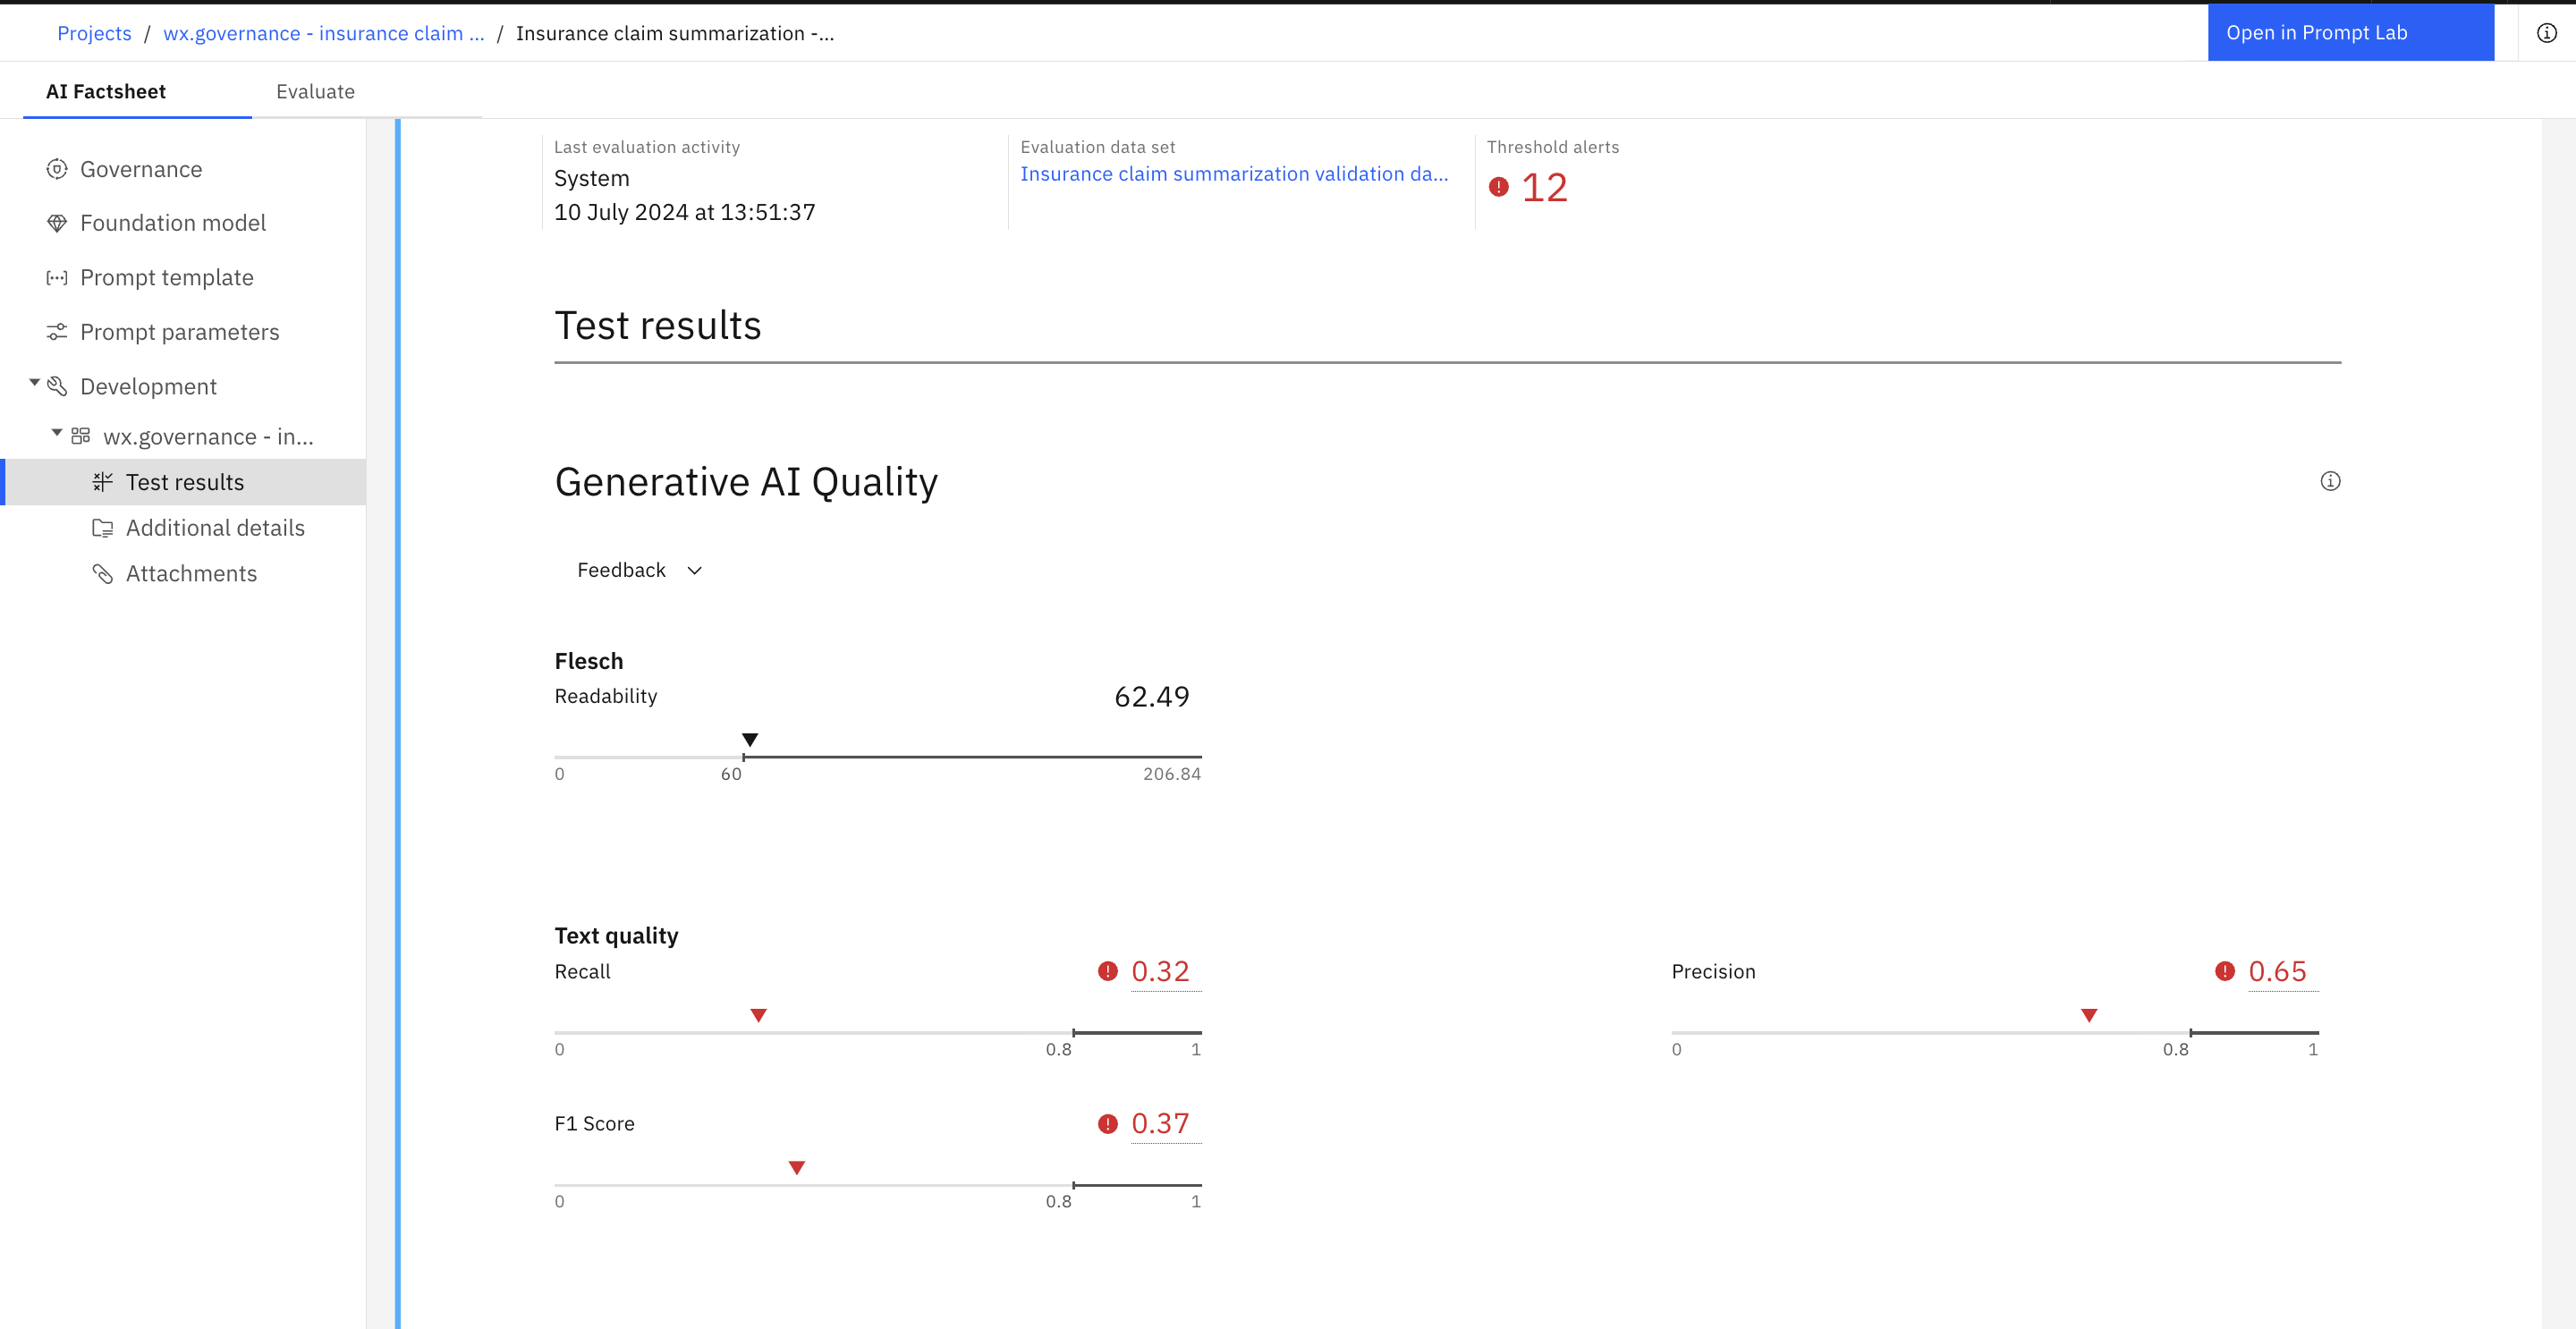 Projects / wx.governance - insurance claim ... / Insurance claim summarization -...
Open in Prompt Lab
AI Factsheet
Evaluate
Governance
Foundation model
Prompt template
Prompt parameters
Development
wx.governance - in...
Test results
Additional details
Attachments
Last evaluation activity
System
10 July 2024 at 13:51:37
Evaluation data set
Insurance claim summarization validation da...
Threshold alerts
12
Test results
Generative AI Quality
Feedback
Flesch
Readability
62.49
0
60
206.84
Text quality
Recall
0.32
0
0.8
1
Precision
0.65
0
0.8
1
F1 Score
0.37
0
0.8
1